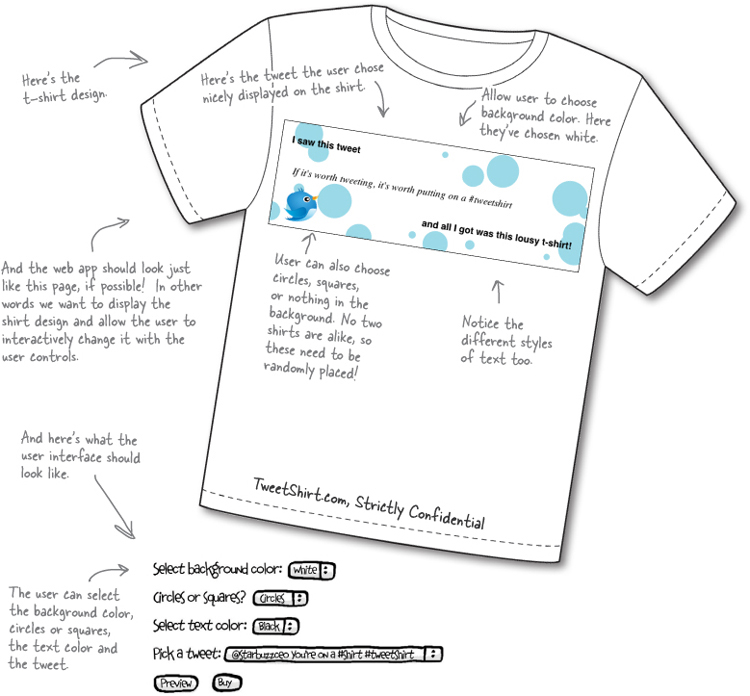 Here's the
t-shirt design.
Here's the tweet the user chose
nicely displayed on the shirt.
Allow user to choose
background color. Here
they've chosen white.
I saw this tweet
If it's worth tweeting, it's worth putting on a #tweetshirt
and all I got was this lousy t-shirt!
And the web app should look just
like this page, if possible! In other
words we want to display the
shirt design and allow the user to
interactively change it with the
user controls.
User can also choose
circles, squares,
or nothing in the
background. No two
shirts are alike, so
these need to be
randomly placed!
Notice the
different styles
of text too.
And here's what the
user interface should
look like.
TweetShirt.com, Strictly Confidential
The user can select
the background color,
circles or squares,
the text color and
the tweet.
Select background color: White
Circles or squares? Circles
Select text color: Black
Pick a tweet: @starbuzzceo You're on a #shirt #tweetshirt
Preview Buy